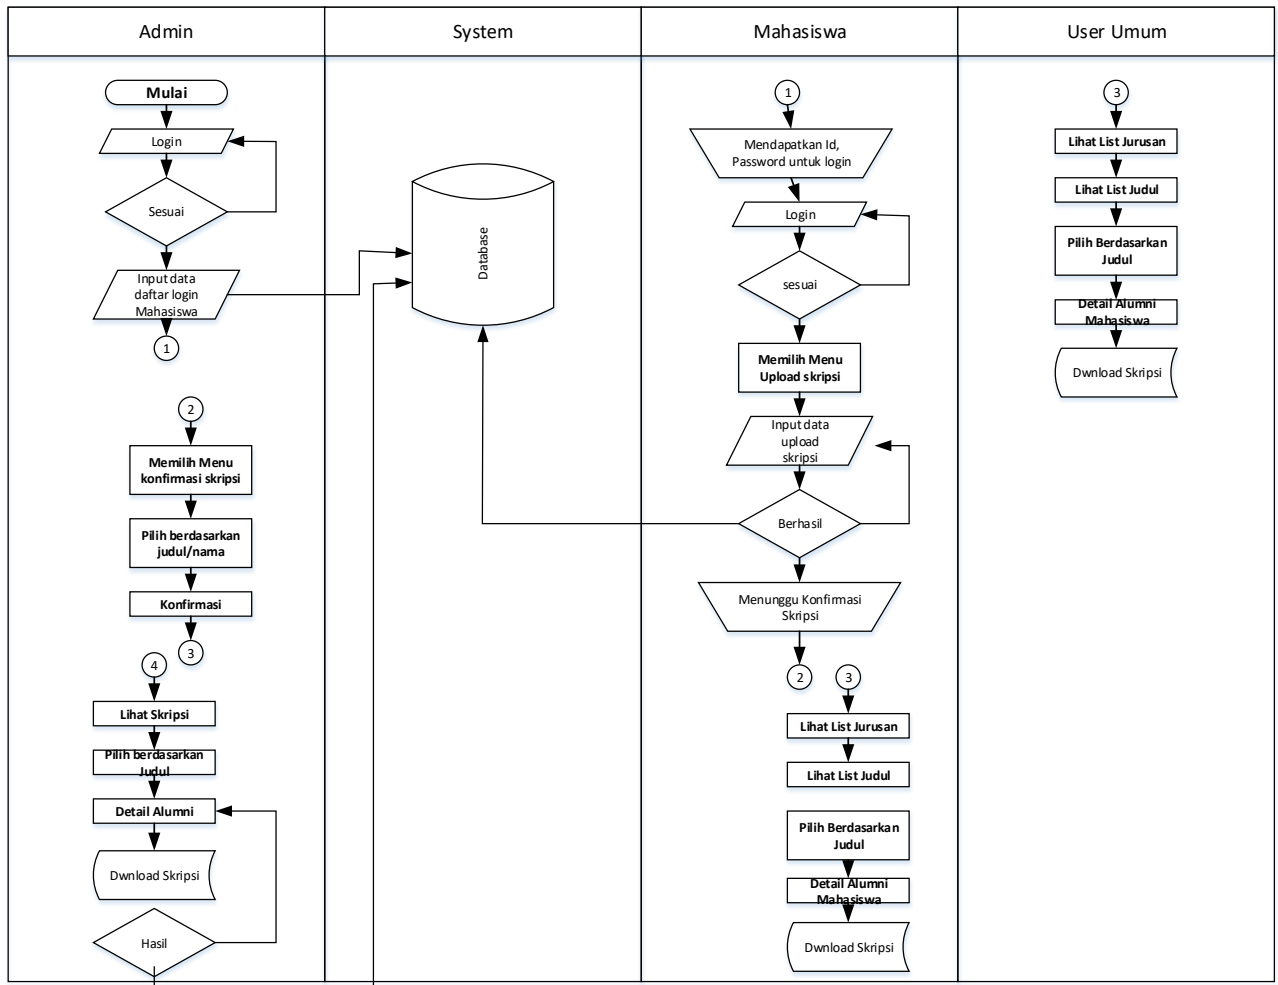 Admin
System
Mahasiswa
User Umum
Mulai
Login
Sesuai
Input data
daftar login
Mahasiswa
1
2
Memilih Menu
konfirmasi skripsi
Pilih berdasarkan
judul/nama
Konfirmasi
3
4
Lihat Skripsi
Pilih berdasarkan
Judul
Detail Alumni
Dwnload Skripsi
Hasil
Database
1
Mendapatkan Id,
Password untuk login
Login
sesuai
Memilih Menu
Upload skripsi
Input data
upload
skripsi
Berhasil
Menunggu Konfirmasi
Skripsi
2
3
Lihat List Jurusan
Lihat List Judul
Pilih Berdasarkan
Judul
Detail Alumni
Mahasiswa
Dwnload Skripsi
3
Lihat List Jurusan
Lihat List Judul
Pilih Berdasarkan
Judul
Detail Alumni
Mahasiswa
Dwnload Skripsi